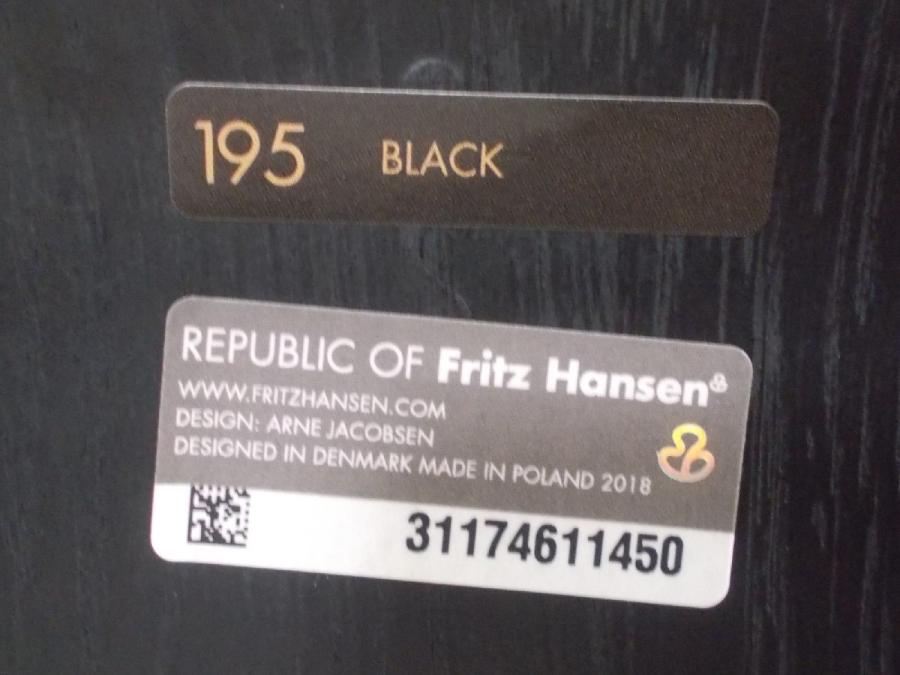 195 BLACK
REPUBLIC OF Fritz Hansen
WWW.FRITZHANSEN.COM
DESIGN: ARNE JACOBSEN
DESIGNED IN DENMARK MADE IN POLAND 2018
31174611450